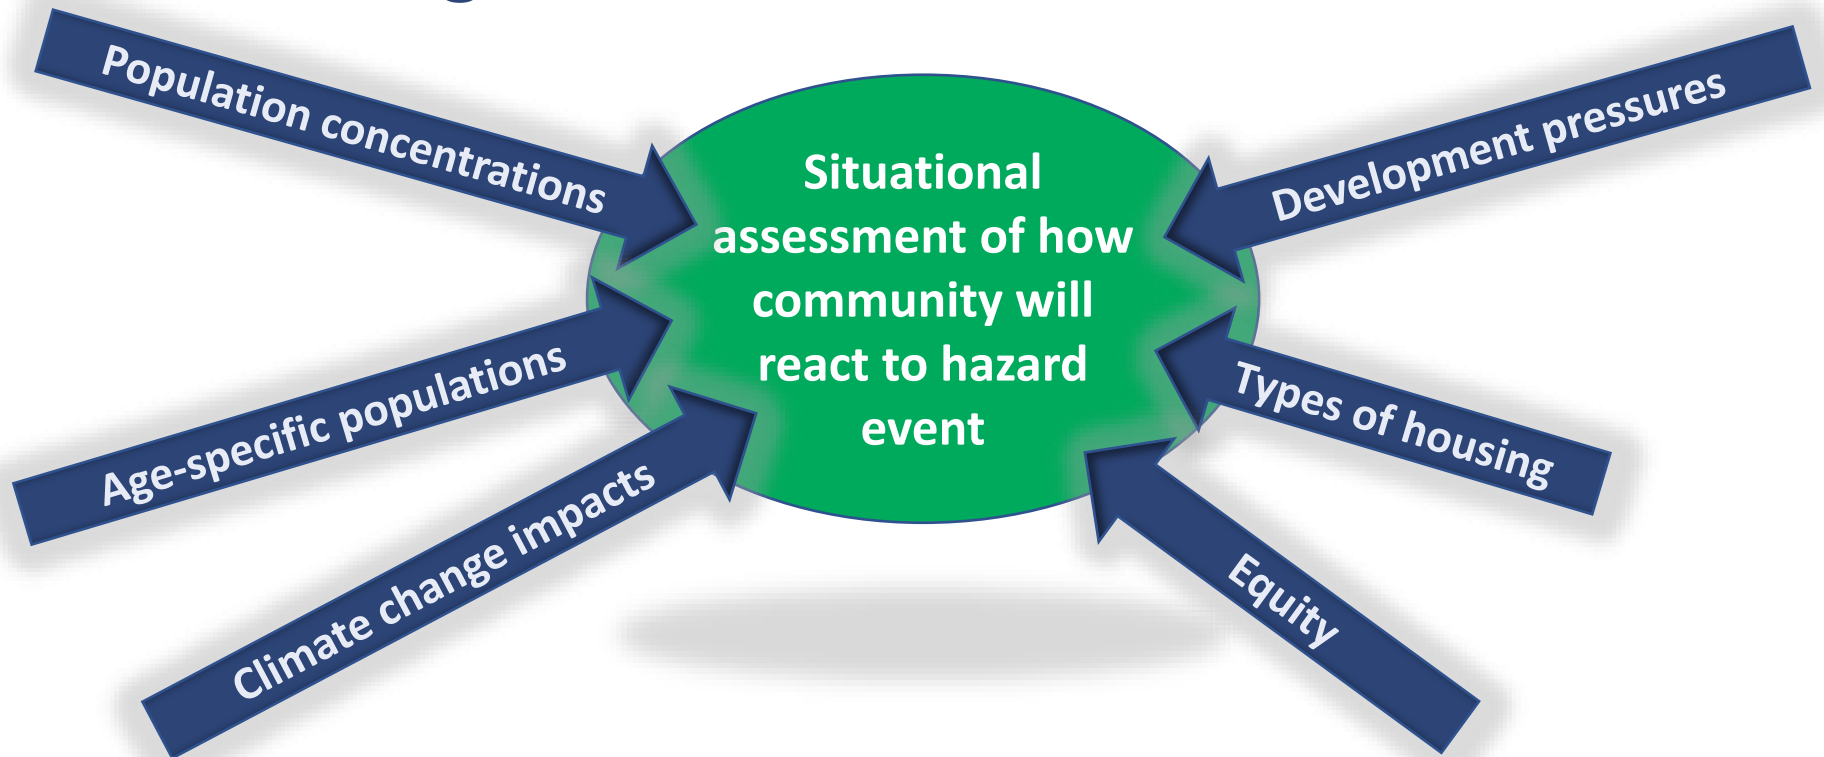 Population concentrations
Age-specific populations
Climate change impacts
Situational
assessment of how
community will
react to hazard
event
Development pressures
Types of housing
Equity